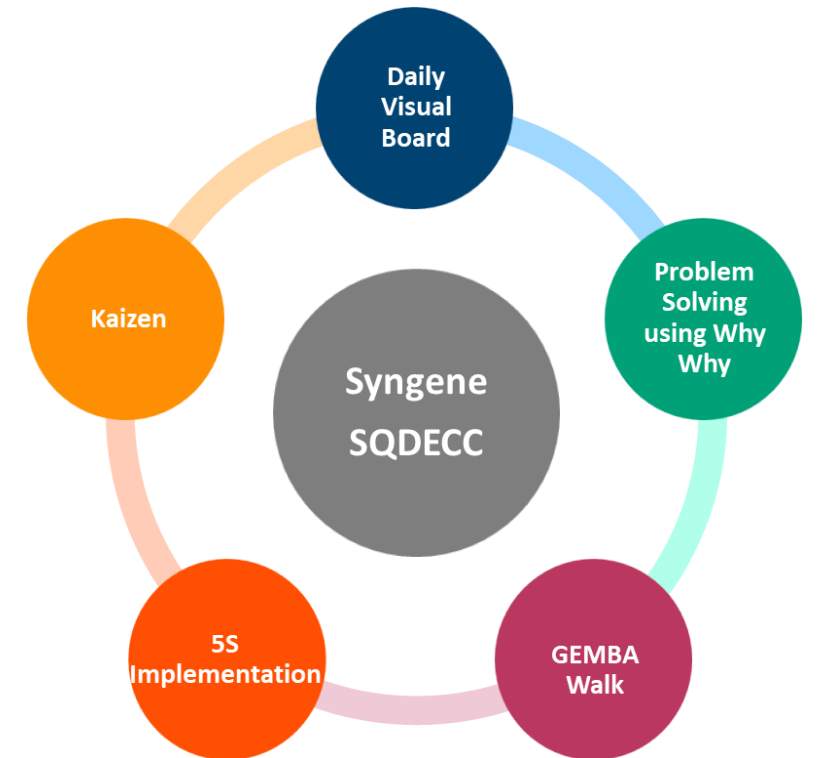 Daily
Visual
Board
Problem
Solving
using Why
Why
GEMBA
Walk
5S
Implementation
Kaizen
Syngene
SQDECC